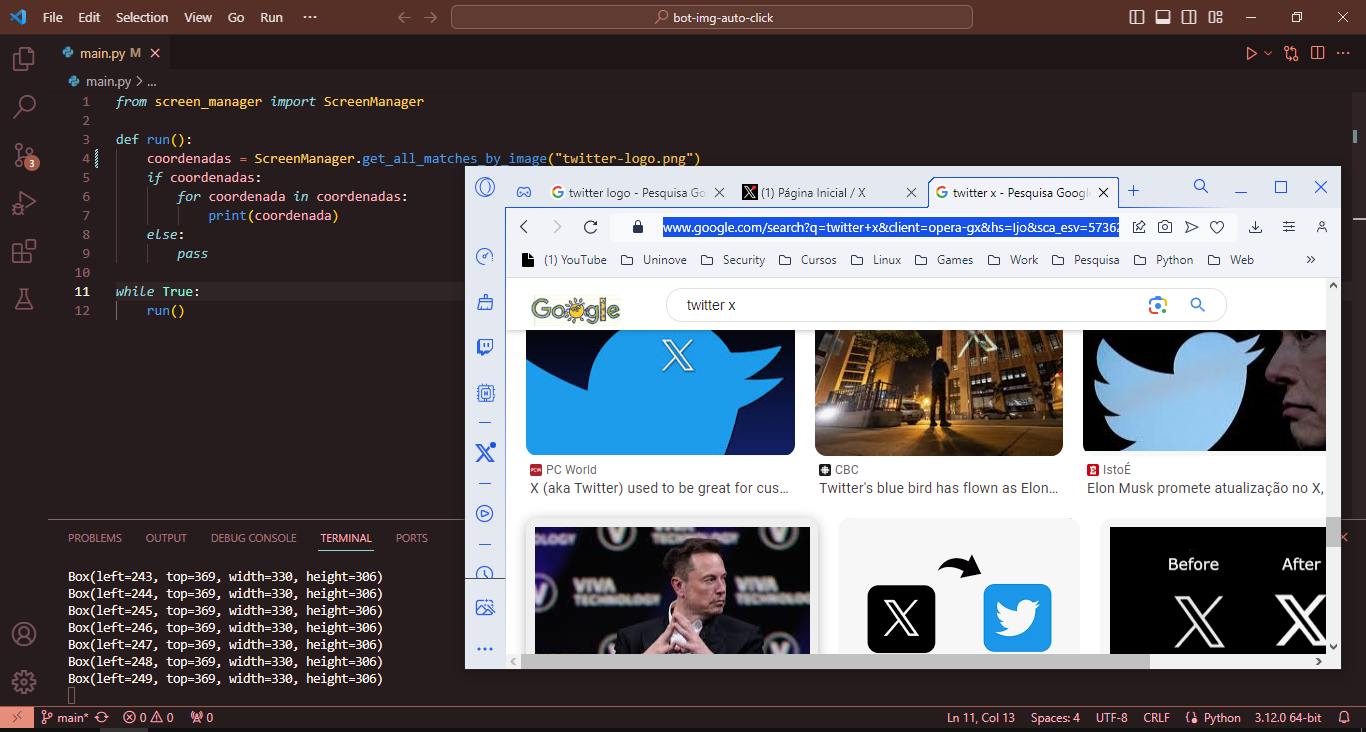 File Edit Selection View Go Run ···
bot-img-auto-click
main.py M
main.py > ...
1 from screen_manager import ScreenManager
2
3 def run():
4 coordenadas = ScreenManager.get_all_matches_by_image("twitter-logo.png")
5 if coordenadas:
6 for coordenada in coordenadas:
7 print(coordenada)
8 else:
9 pass
10
11 while True:
12 run()
twitter logo - Pesquisa Go
(1) Página Inicial / X
twitter x - Pesquisa Google
www.google.com/search?q=twitter+x&client=opera-gx&hs=Ijo&sca_esv=57362
(1) YouTube Uninove Security Cursos Linux Games Work Pesquisa Python Web »
Google
twitter x
PC World
X (aka Twitter) used to be great for cus...
CBC
Twitter's blue bird has flown as Elon...
IstoÉ
Elon Musk promete atualização no X,
VIVA
TECHNOLOGY
Before After
PROBLEMS OUTPUT DEBUG CONSOLE TERMINAL PORTS
Box(left=243, top=369, width=330, height=306)
Box(left=244, top=369, width=330, height=306)
Box(left=245, top=369, width=330, height=306)
Box(left=246, top=369, width=330, height=306)
Box(left=247, top=369, width=330, height=306)
Box(left=248, top=369, width=330, height=306)
Box(left=249, top=369, width=330, height=306)
3
main* 0 0 0
Ln 11, Col 13 Spaces: 4 UTF-8 CRLF Python 3.12.0 64-bit